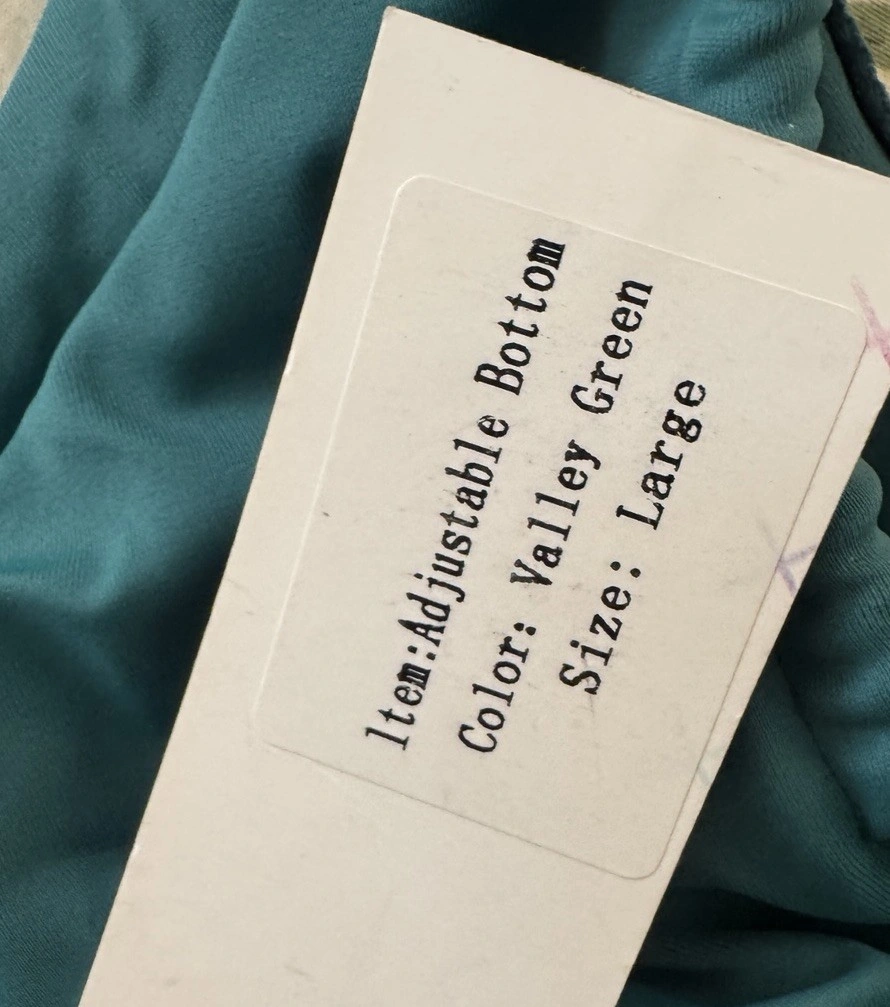 Item:Adjustable Bottom
Color: Valley Green
Size: Large